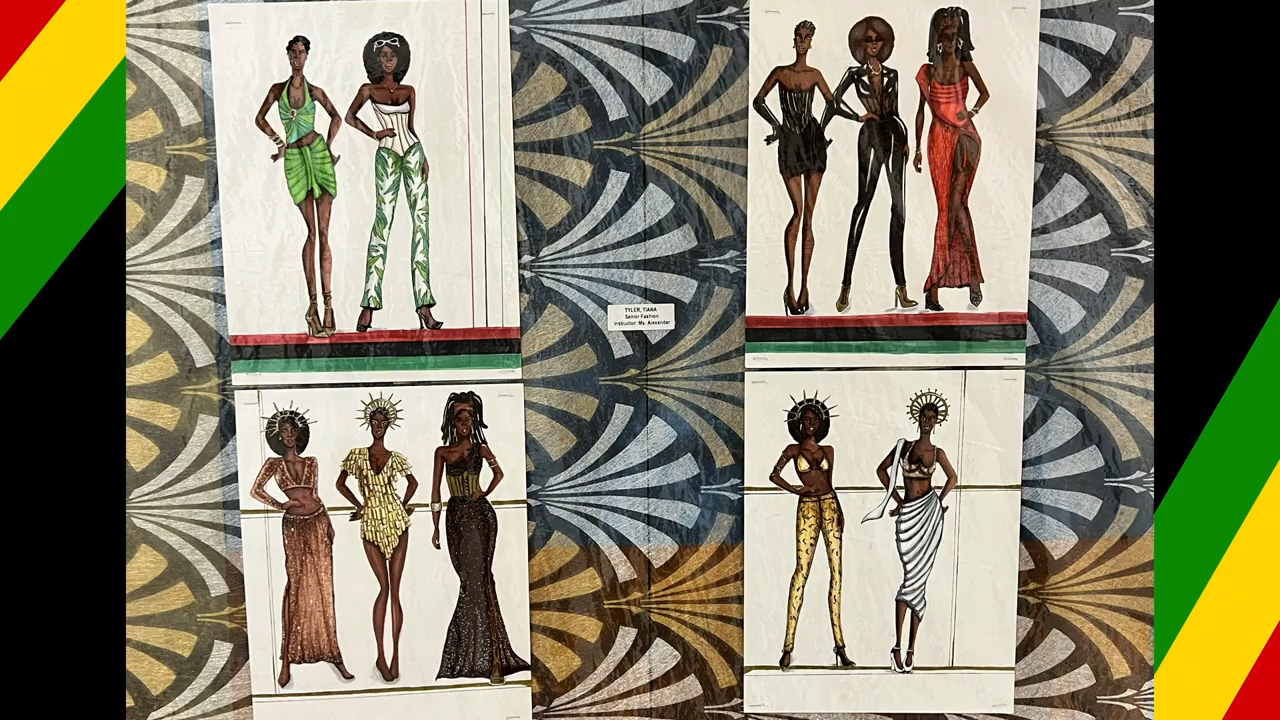 TYLER, TIANA
Senior Fashion
Instructor: Ms. Alexander